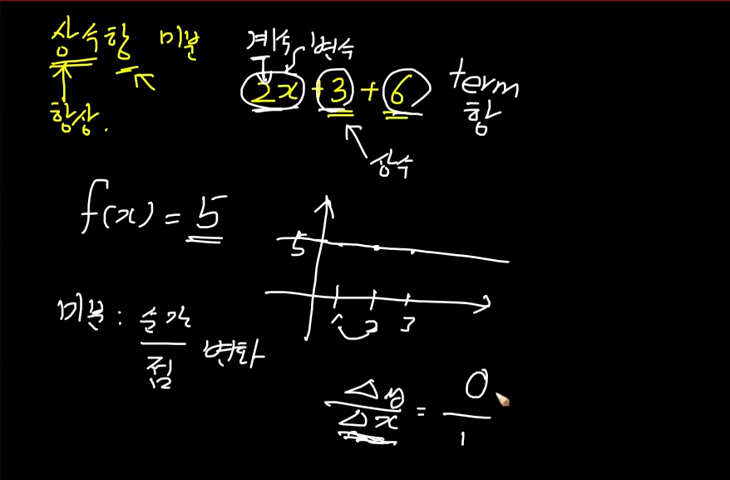 상수항 미분
항상.
계수 변수
2x + 3 + 6
term
항
상수
f(x) = 5
5
1 2 3
미분 : 순간
점
변화
Δy
Δx
=
0
1